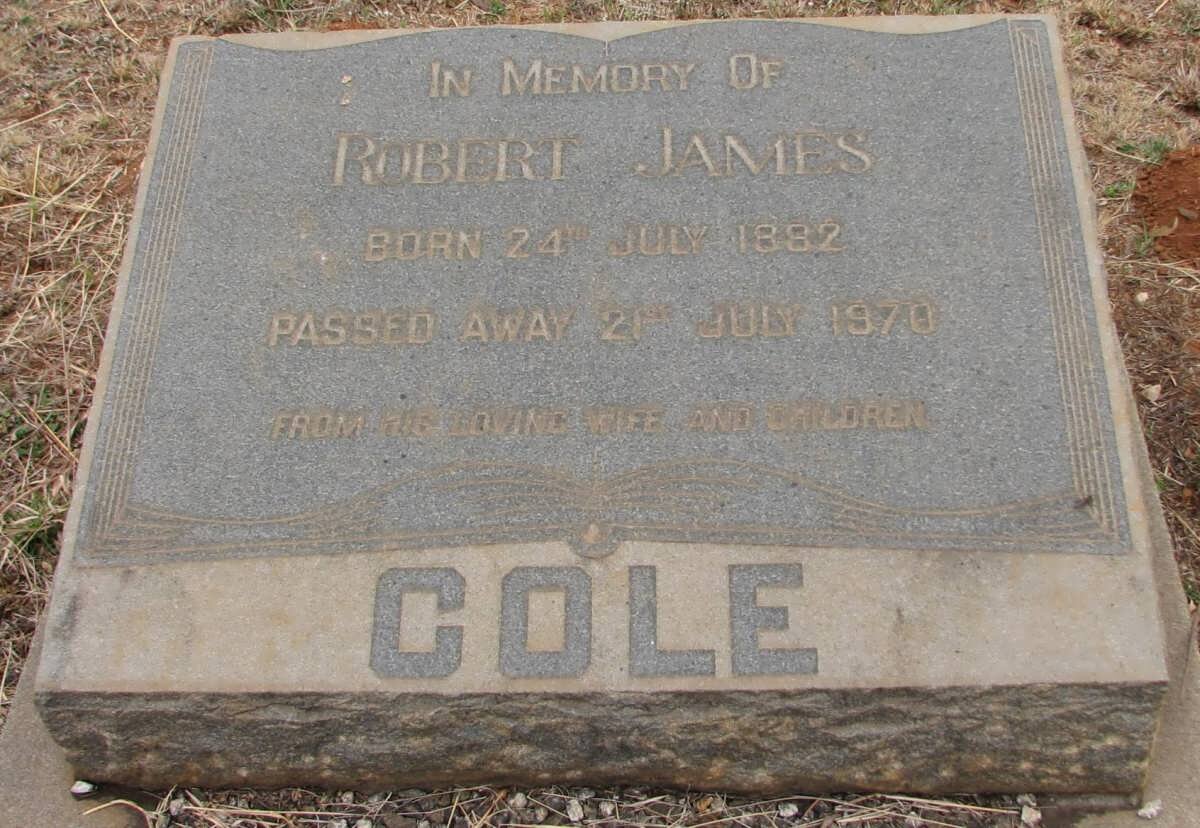 In Memory Of
Robert James
BORN 24TH JULY 1882
PASSED AWAY 21ST JULY 1970
FROM HIS LOVING WIFE AND CHILDREN.
COLE